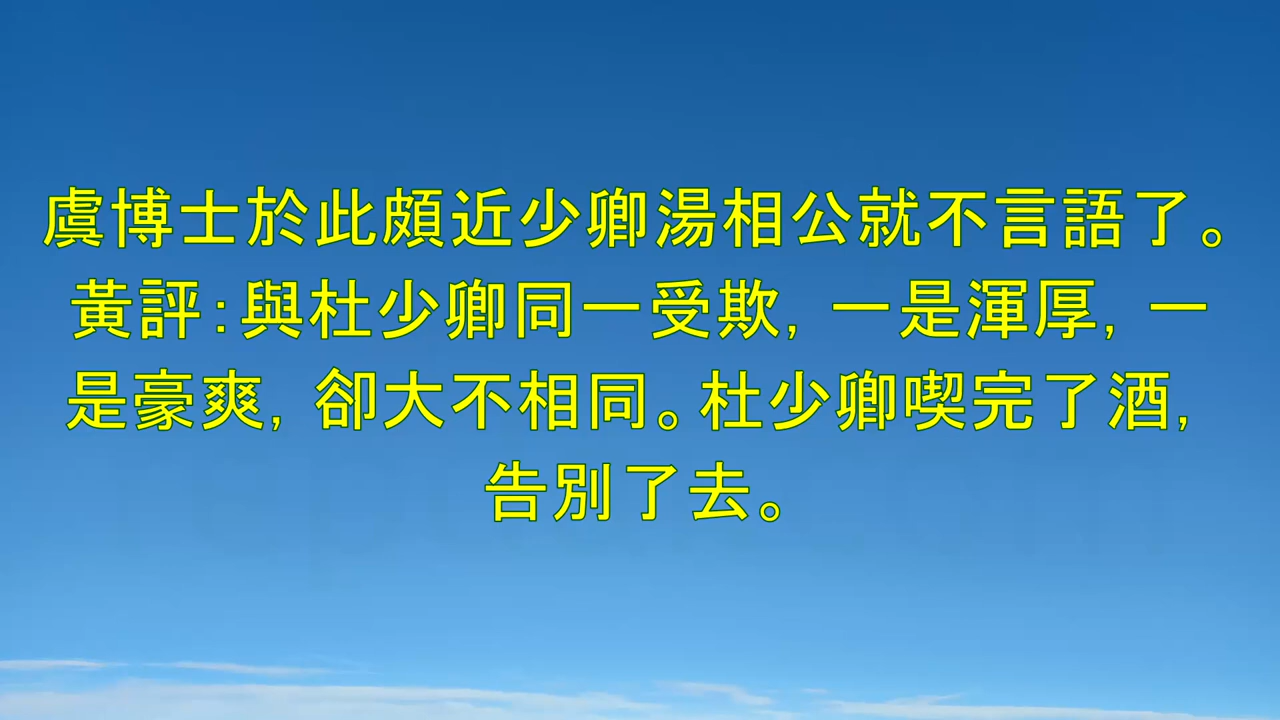 虞博士於此頗近少卿湯相公就不言語了。
黃評：與杜少卿同一受欺，一是渾厚，一
是豪爽，卻大不相同。杜少卿喫完了酒，
告別了去。